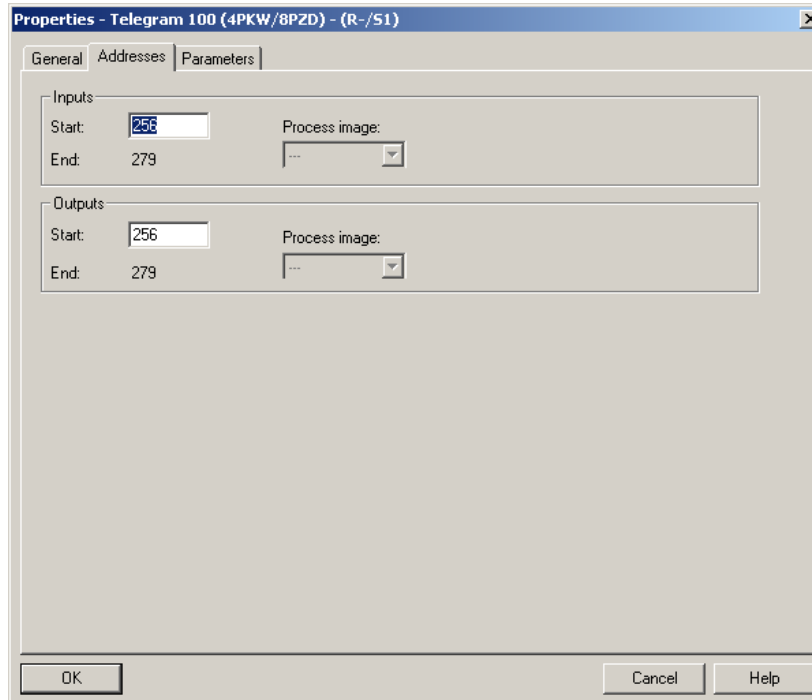 Properties - Telegram 100 (4PKW/8PZD) - (R-/S1)
General Addresses Parameters
Inputs
Start: 256 Process image:
End: 279 ---
Outputs
Start: 256 Process image:
End: 279 ---
OK Cancel Help